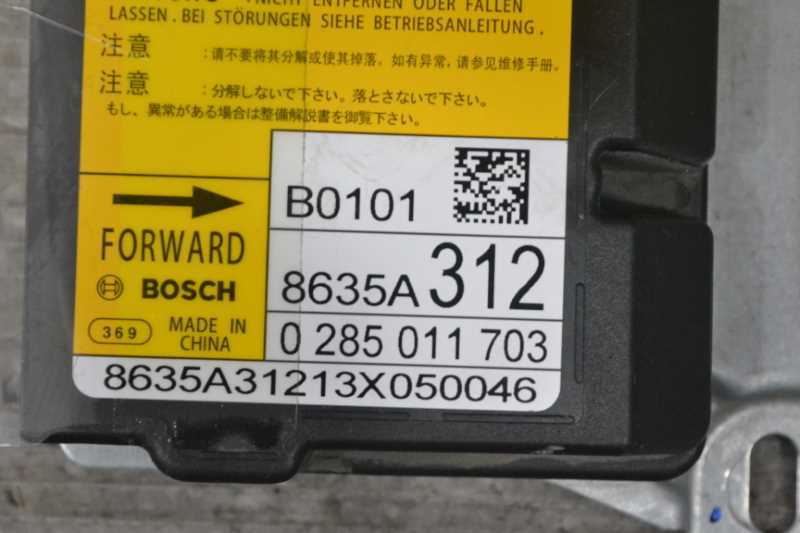 NICHT ENTFERNEN ODER FALLEN
LASSEN. BEI STÖRUNGEN SIEHE BETRIEBSANLEITUNG.
注意 :请不要将其分解或使其掉落。如有异常,请参见维修手册.
注意 :分解しないで下さい。落とさないで下さい。
もし、異常がある場合は整備解説書を御覧下さい。
B0101
FORWARD
8635A 312
BOSCH
369 MADE IN
CHINA
0 285 011 703
8635A31213X050046